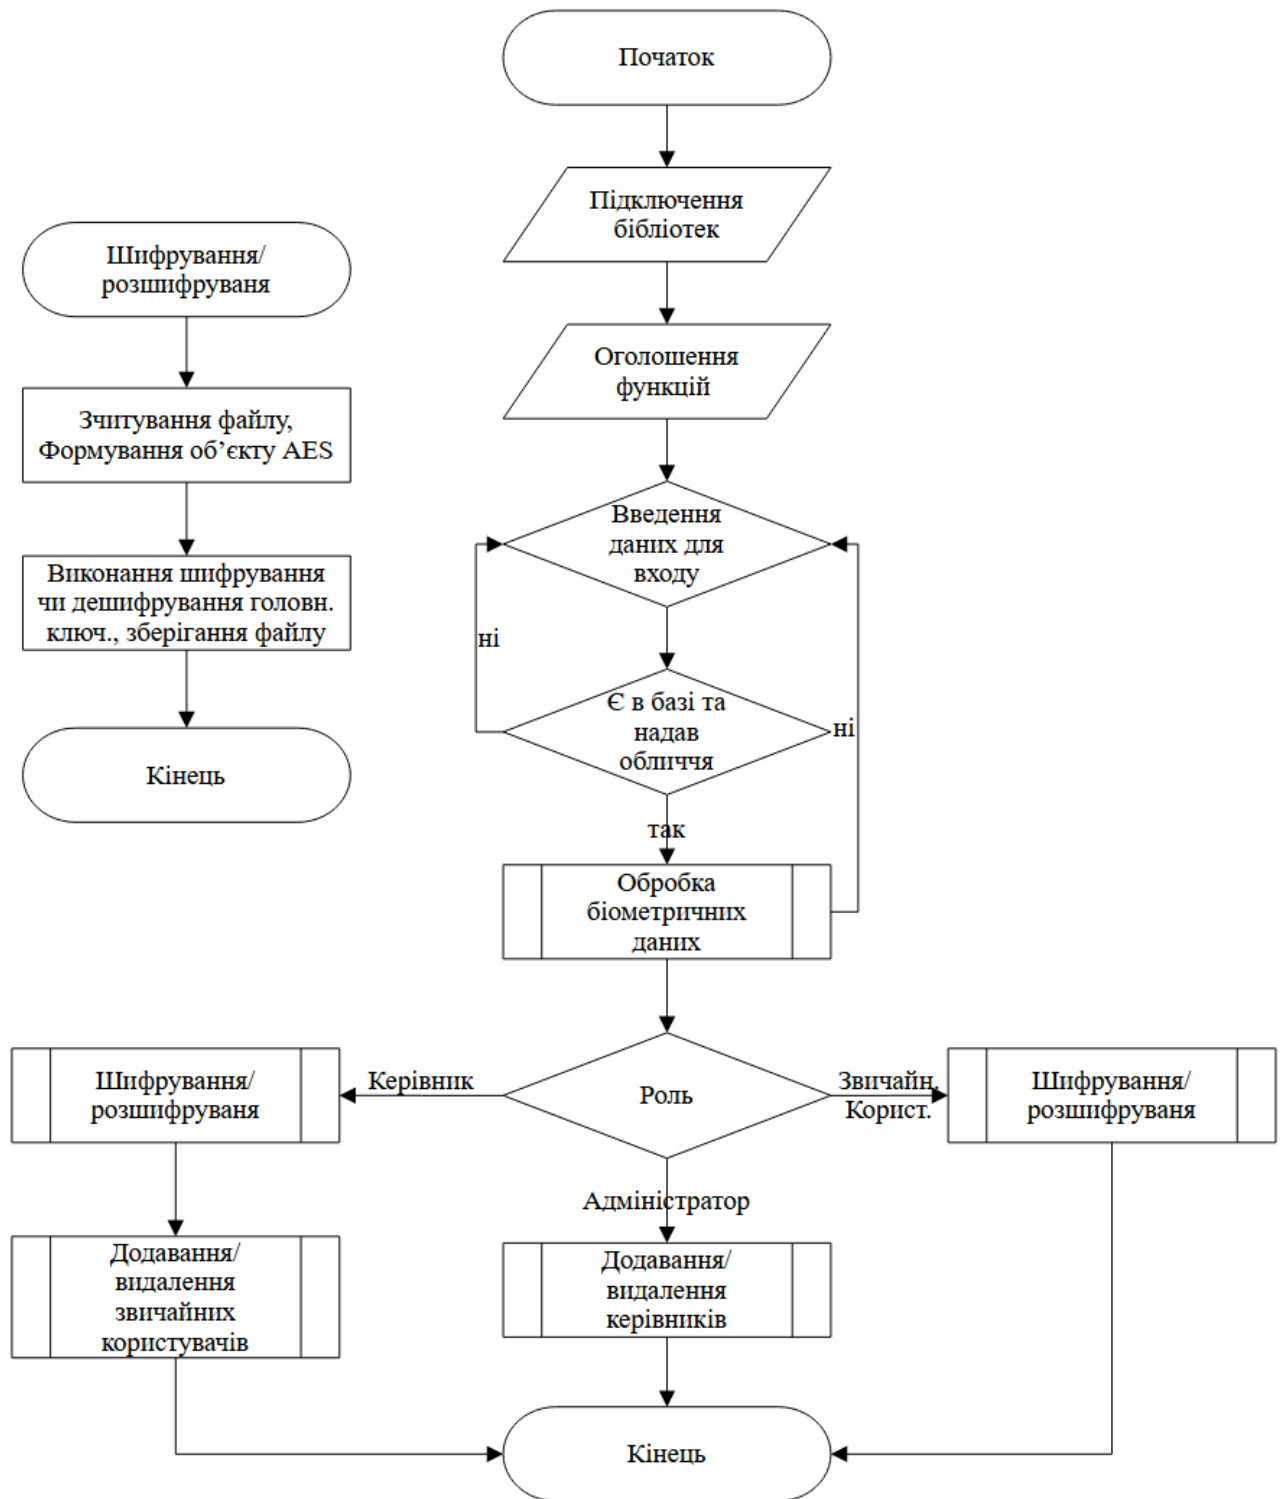 Початок
Підключення
бібліотек
Оголошення
функцій
Введення
даних для
входу
ні
Є в базі та
надав
обличчя
ні
так
Обробка
біометричних
даних
Роль
Керівник
Звичайн.
Корист.
Адміністратор
Шифрування/
розшифруваня
Додавання/
видалення
звичайних
користувачів
Додавання/
видалення
керівників
Шифрування/
розшифруваня
Кінець
Шифрування/
розшифруваня
Зчитування файлу,
Формування об’єкту AES
Виконання шифрування
чи дешифрування головн.
ключ., зберігання файлу
Кінець